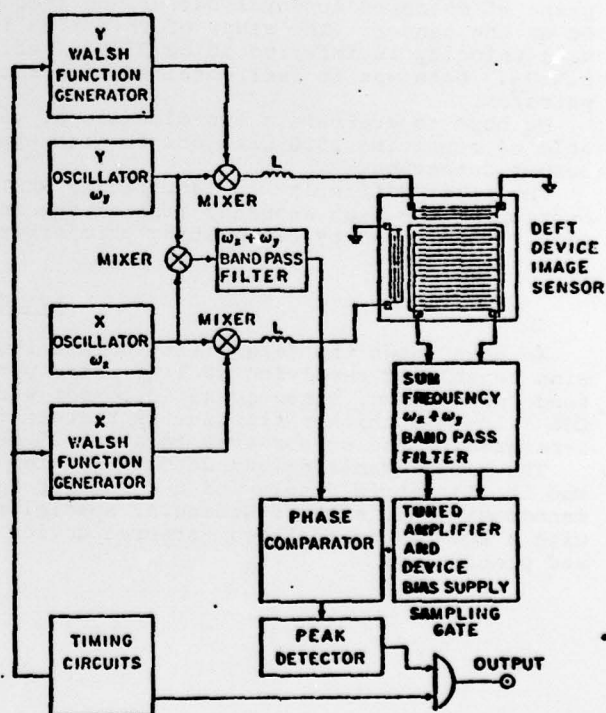 Y
WALSH
FUNCTION
GENERATOR
Y
OSCILLATOR
ωy
MIXER
L
MIXER
ωx + ωy
BAND PASS
FILTER
DEFT
DEVICE
IMAGE
SENSOR
X
OSCILLATOR
ωx
MIXER
L
X
WALSH
FUNCTION
GENERATOR
SUM
FREQUENCY
ωx + ωy
BAND PASS
FILTER
PHASE
COMPARATOR
TUNED
AMPLIFIER
AND
DEVICE
BIAS SUPPLY
SAMPLING
GATE
TIMING
CIRCUITS
PEAK
DETECTOR
OUTPUT